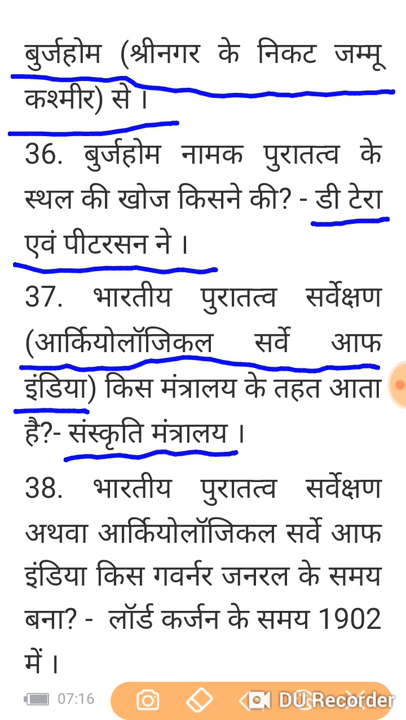 बुर्जहोम (श्रीनगर के निकट जम्मू
कश्मीर) से ।
36. बुर्जहोम नामक पुरातत्व के
स्थल की खोज किसने की? - डी टेरा
एवं पीटरसन ने ।
37. भारतीय पुरातत्व सर्वेक्षण
(आर्कियोलॉजिकल सर्वे आफ
इंडिया) किस मंत्रालय के तहत आता
है?- संस्कृति मंत्रालय ।
38. भारतीय पुरातत्व सर्वेक्षण
अथवा आर्कियोलॉजिकल सर्वे आफ
इंडिया किस गवर्नर जनरल के समय
बना? - लॉर्ड कर्जन के समय 1902
में ।
07:16
DU Recorder